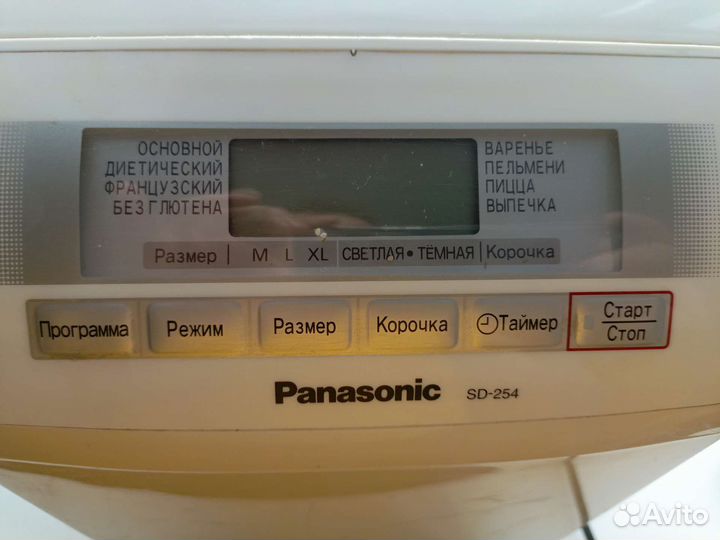 ОСНОВНОЙ
ДИЕТИЧЕСКИЙ
ФРАНЦУЗСКИЙ
БЕЗ ГЛЮТЕНА
ВАРЕНЬЕ
ПЕЛЬМЕНИ
ПИЦЦА
ВЫПЕЧКА
Размер | M L XL СВЕТЛАЯ • ТЁМНАЯ Корочка
Программа
Режим
Размер
Корочка
Таймер
Старт
Стоп
Panasonic SD-254
Avito